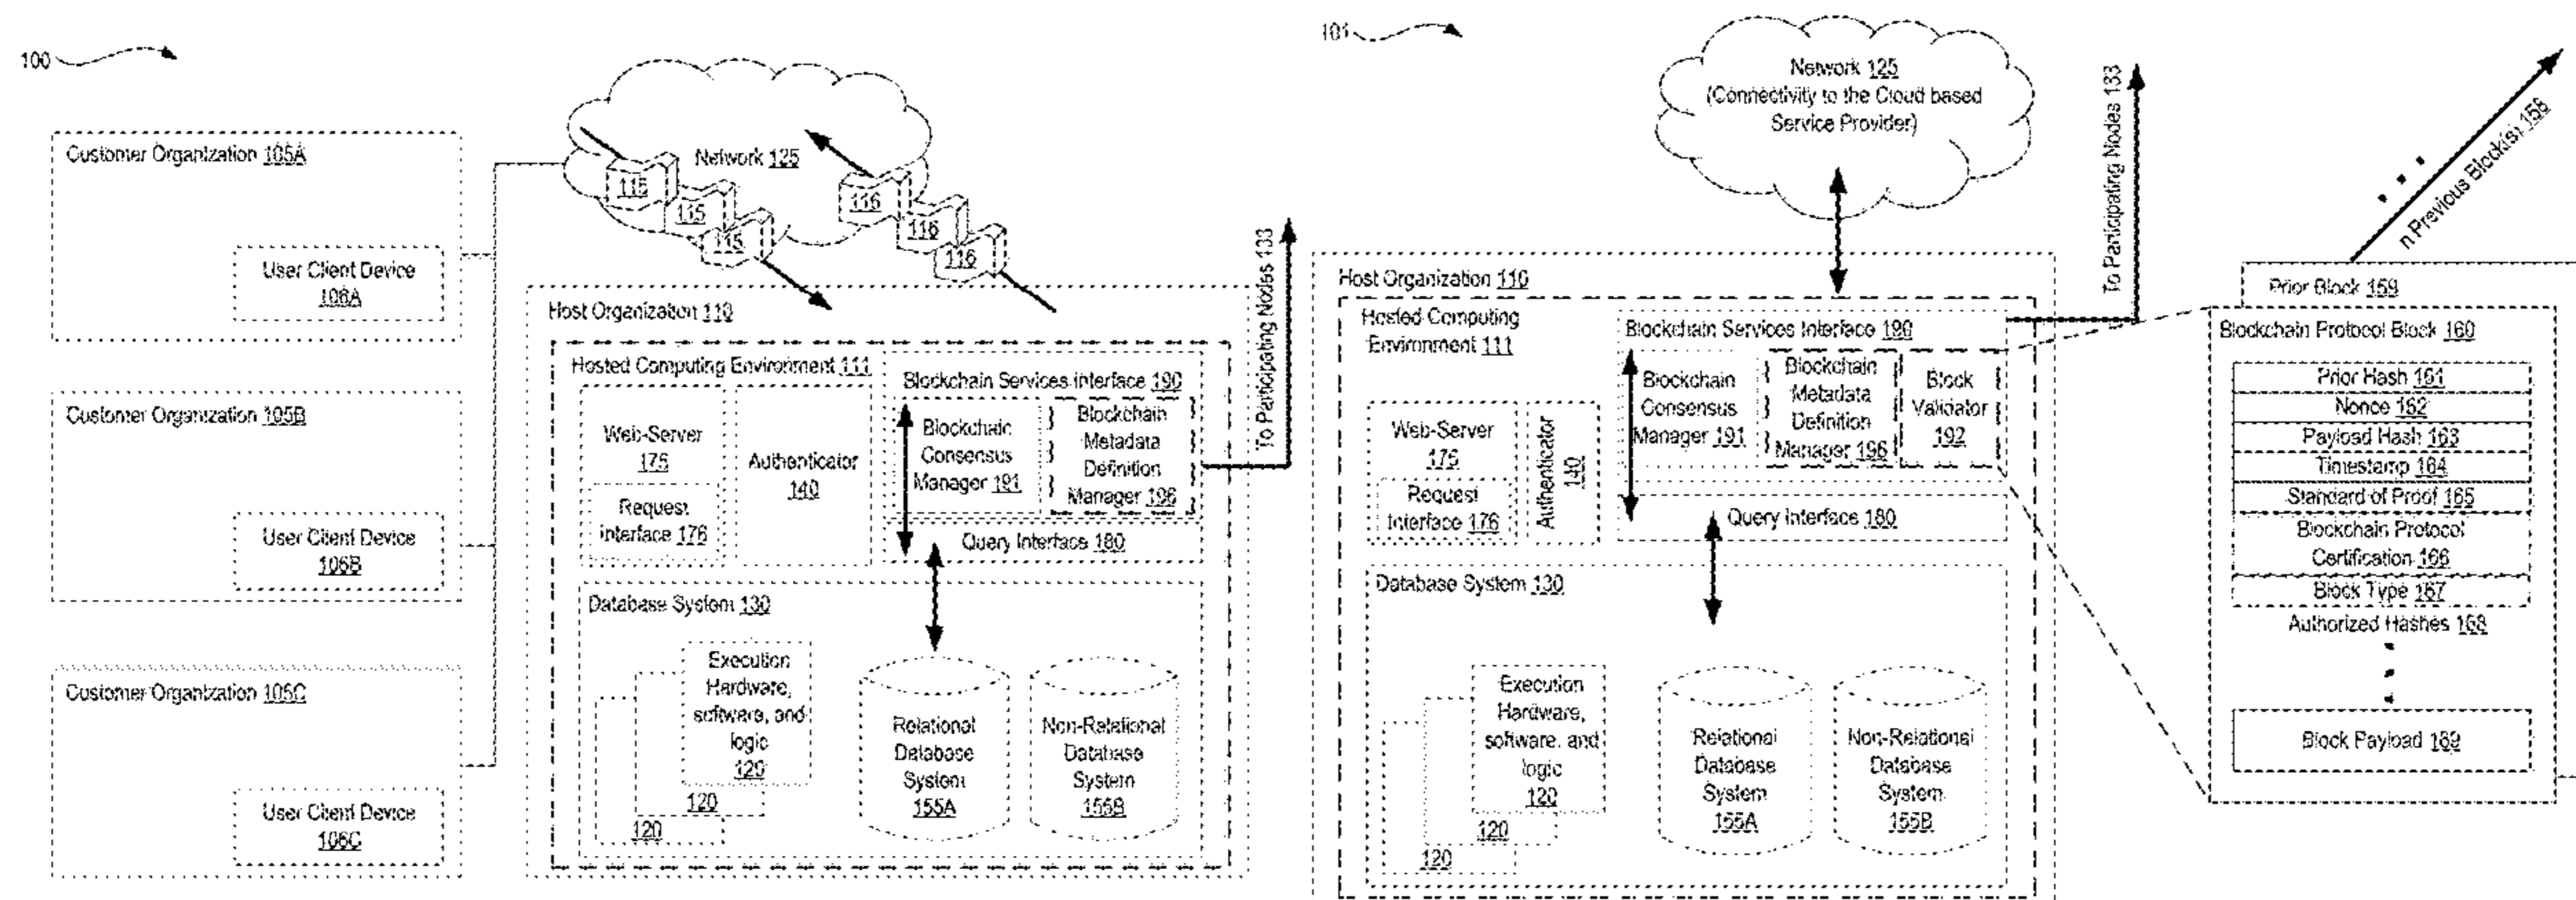 100
Customer Organization 105A
User Client Device
106A
Customer Organization 105B
User Client Device
106B
Customer Organization 105C
User Client Device
106C
Network 125
115
115
115
116
116
116
To Participating Nodes 133
Host Organization 110
Hosted Computing Environment 111
Web-Server
175
Request
Interface 176
Authenticator
140
Blockchain Services Interface 190
Blockchain
Consensus
Manager 191
Blockchain
Metadata
Definition
Manager 196
Query Interface 180
Database System 130
Execution
Hardware,
software, and
logic
120
120
120
Relational
Database
System
155A
Non-Relational
Database
System
155B
101
Network 125
(Connectivity to the Cloud based
Service Provider)
To Participating Nodes 133
Host Organization 110
Hosted Computing
Environment 111
Web-Server
175
Request
Interface 176
Authenticator
140
Blockchain Services Interface 190
Blockchain
Consensus
Manager 191
Blockchain
Metadata
Definition
Manager 196
Block
Validator
192
Query Interface 180
Database System 130
Execution
Hardware,
software, and
logic
120
120
120
Relational
Database
System
155A
Non-Relational
Database
System
155B
n Previous Block(s) 158
Prior Block 159
Blockchain Protocol Block 160
Prior Hash 161
Nonce 162
Payload Hash 163
Timestamp 164
Standard of Proof 165
Blockchain Protocol
Certification 166
Block Type 167
Authorized Hashes 168
Block Payload 169